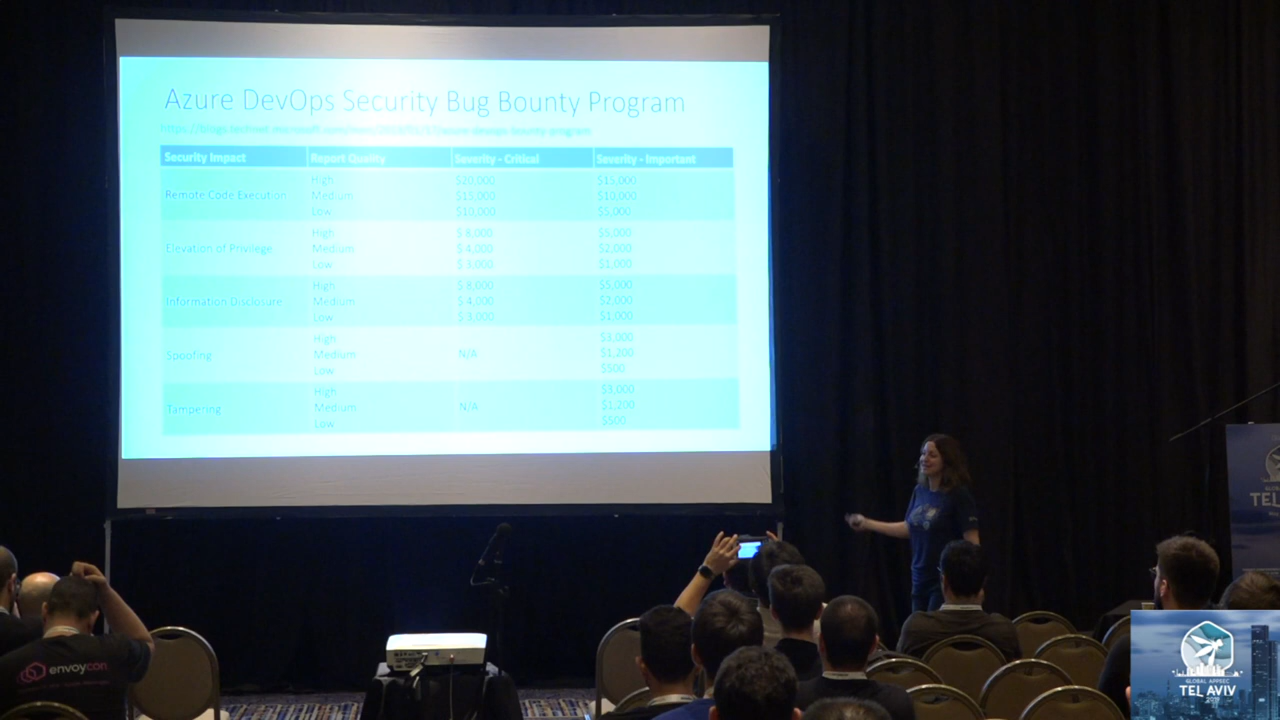 Azure DevOps Security Bug Bounty Program
Security Impact Report Quality Severity - Critical Severity - Important
High $20,000 $15,000
Remote Code Execution Medium $15,000 $10,000
Low $10,000 $5,000
High $ 8,000 $5,000
Elevation of Privilege Medium $ 4,000 $2,000
Low $ 3,000 $1,000
High $ 8,000 $5,000
Information Disclosure Medium $ 4,000 $2,000
Low $ 3,000 $1,000
High $3,000
Spoofing Medium N/A $1,200
Low $500
High $3,000
Tampering Medium N/A $1,200
Low $500
envoycon
GLOBAL APPSEC
TEL AVIV
2019